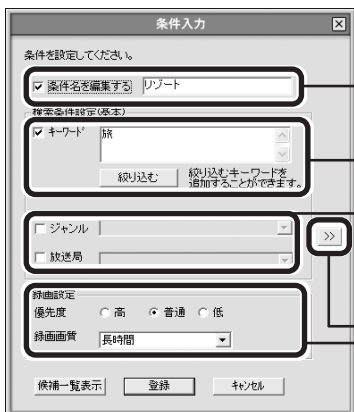 条件入力
条件を設定してください。
条件名を編集する リゾート
検索条件設定(基本)
キーワード 旅
絞り込む 絞り込むキーワードを
追加することができます。
ジャンル
>>
放送局
録画設定
優先度 高 普通 低
録画画質 長時間
候補一覧表示 登録 キャンセル